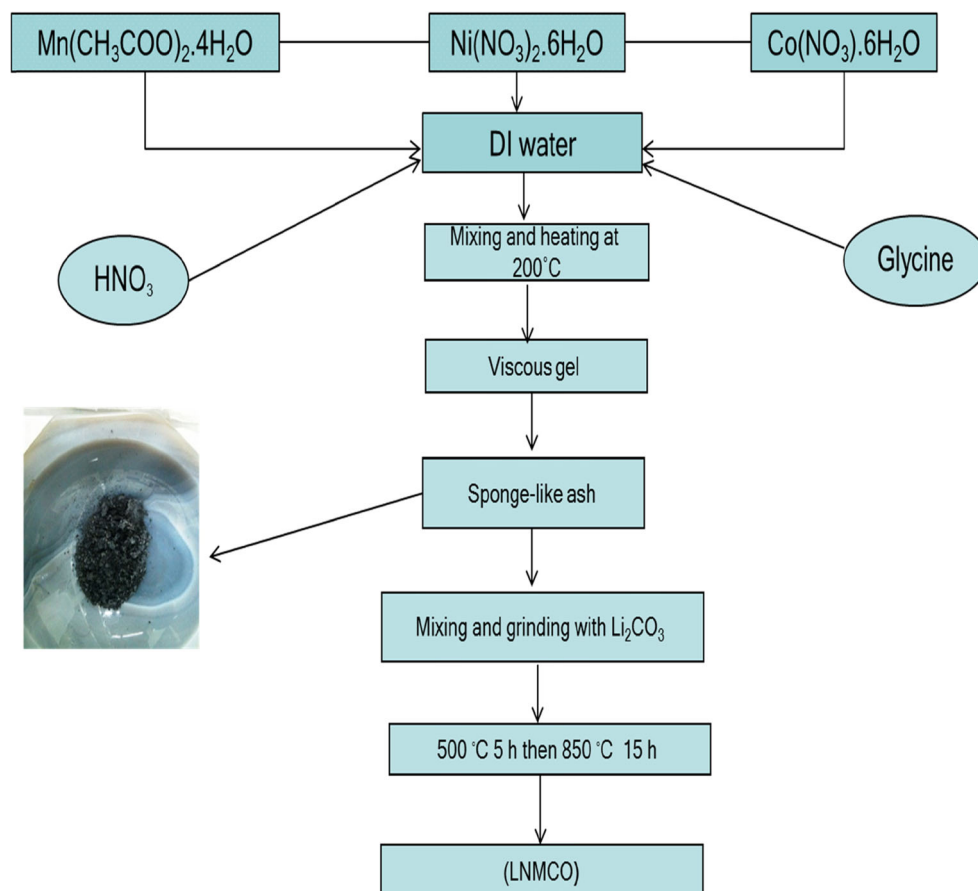 Mn(CH₃COO)₂.4H₂O
Ni(NO₃)₂.6H₂O
Co(NO₃).6H₂O
DI water
HNO₃
Glycine
Mixing and heating at
200°C
Viscous gel
Sponge-like ash
Mixing and grinding with Li₂CO₃
500 °C 5 h then 850 °C 15 h
(LNMCO)